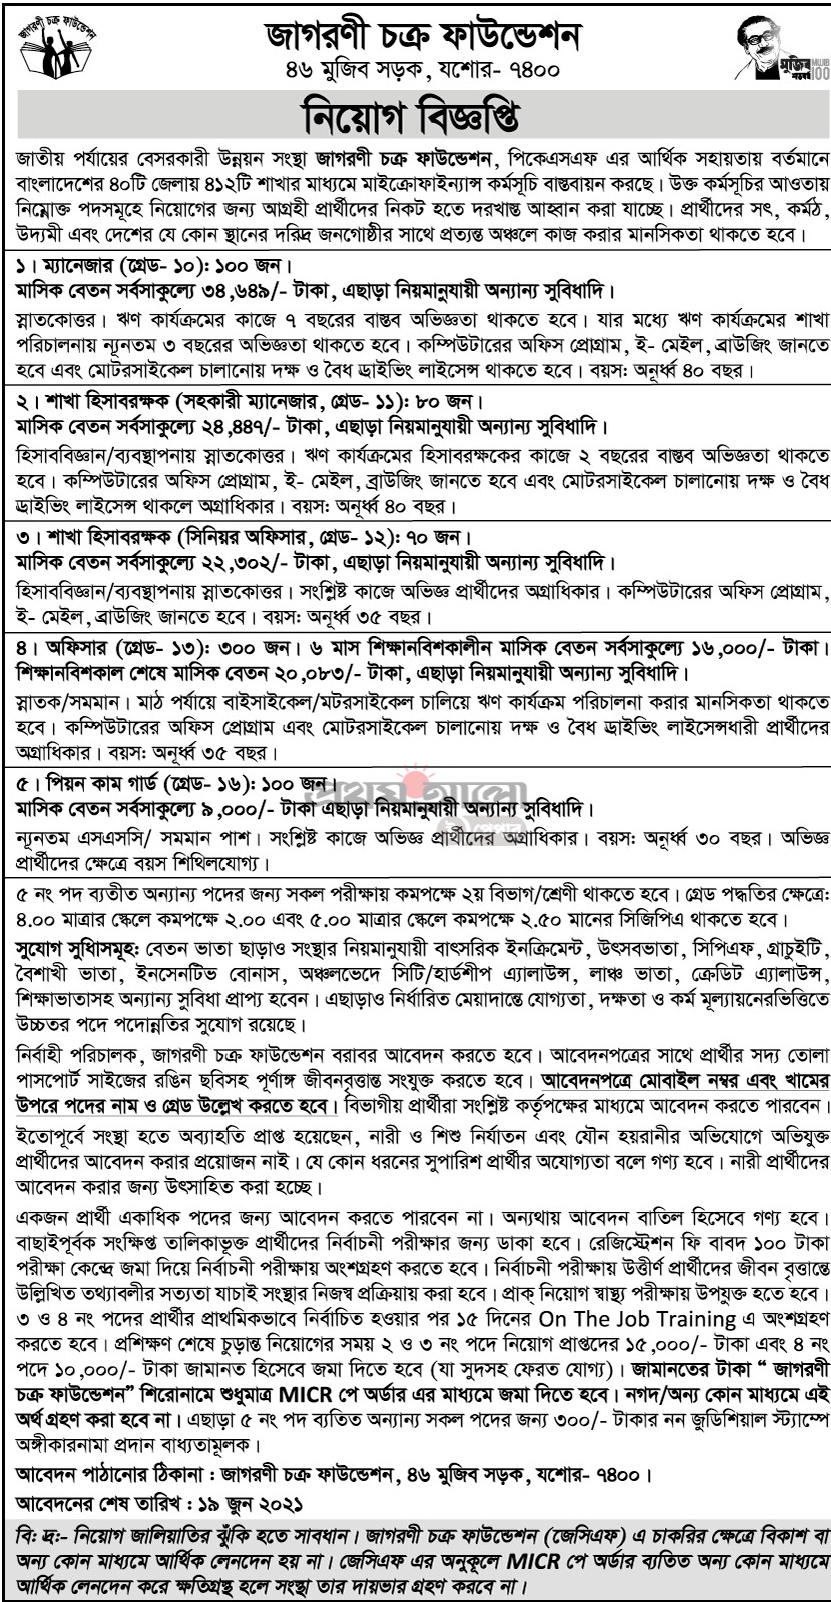 জাগরণী চক্র ফাউন্ডেশন
জাগরণী চক্র ফাউন্ডেশন
৪৬ মুজিব সড়ক, যশোর- ৭৪০০
মুজিব MUJIB
শতবর্ষ 100
নিয়োগ বিজ্ঞপ্তি
জাতীয় পর্যায়ের বেসরকারী উন্নয়ন সংস্থা জাগরণী চক্র ফাউন্ডেশন, পিকেএসএফ এর আর্থিক সহায়তায় বর্তমানে
বাংলাদেশের ৪০টি জেলায় ৪১২টি শাখার মাধ্যমে মাইক্রোফাইন্যান্স কর্মসূচি বাস্তবায়ন করছে। উক্ত কর্মসূচির আওতায়
নিম্নোক্ত পদসমূহে নিয়োগের জন্য আগ্রহী প্রার্থীদের নিকট হতে দরখাস্ত আহ্বান করা যাচ্ছে। প্রার্থীদের সৎ, কর্মঠ,
উদ্যমী এবং দেশের যে কোন স্থানের দরিদ্র জনগোষ্ঠীর সাথে প্রত্যন্ত অঞ্চলে কাজ করার মানসিকতা থাকতে হবে।
১। ম্যানেজার (গ্রেড- ১০): ১০০ জন।
মাসিক বেতন সর্বসাকুল্যে ৩৪,৬৪৯/- টাকা, এছাড়া নিয়মানুযায়ী অন্যান্য সুবিধাদি।
স্নাতকোত্তর। ঋণ কার্যক্রমের কাজে ৭ বছরের বাস্তব অভিজ্ঞতা থাকতে হবে। যার মধ্যে ঋণ কার্যক্রমের শাখা
পরিচালনায় ন্যূনতম ৩ বছরের অভিজ্ঞতা থাকতে হবে। কম্পিউটারের অফিস প্রোগ্রাম, ই- মেইল, ব্রাউজিং জানতে
হবে এবং মোটরসাইকেল চালানোয় দক্ষ ও বৈধ ড্রাইভিং লাইসেন্স থাকতে হবে। বয়স: অনূর্ধ্ব ৪০ বছর।
২। শাখা হিসাবরক্ষক (সহকারী ম্যানেজার, গ্রেড- ১১): ৮০ জন।
মাসিক বেতন সর্বসাকুল্যে ২৪,৪৪৭/- টাকা, এছাড়া নিয়মানুযায়ী অন্যান্য সুবিধাদি।
হিসাববিজ্ঞান/ব্যবস্থাপনায় স্নাতকোত্তর। ঋণ কার্যক্রমের হিসাবরক্ষকের কাজে ২ বছরের বাস্তব অভিজ্ঞতা থাকতে
হবে। কম্পিউটারের অফিস প্রোগ্রাম, ই- মেইল, ব্রাউজিং জানতে হবে এবং মোটরসাইকেল চালানোয় দক্ষ ও বৈধ
ড্রাইভিং লাইসেন্স থাকলে অগ্রাধিকার। বয়স: অনূর্ধ্ব ৪০ বছর।
৩। শাখা হিসাবরক্ষক (সিনিয়র অফিসার, গ্রেড- ১২): ৭০ জন।
মাসিক বেতন সর্বসাকুল্যে ২২,৩০২/- টাকা, এছাড়া নিয়মানুযায়ী অন্যান্য সুবিধাদি।
হিসাববিজ্ঞান/ব্যবস্থাপনায় স্নাতকোত্তর। সংশ্লিষ্ট কাজে অভিজ্ঞ প্রার্থীদের অগ্রাধিকার। কম্পিউটারের অফিস প্রোগ্রাম,
ই- মেইল, ব্রাউজিং জানতে হবে। বয়স: অনূর্ধ্ব ৩৫ বছর।
৪। অফিসার (গ্রেড- ১৩): ৩০০ জন। ৬ মাস শিক্ষানবিশকালীন মাসিক বেতন সর্বসাকুল্যে ১৬,০০০/- টাকা।
শিক্ষানবিশকাল শেষে মাসিক বেতন ২০,০৮৩/- টাকা, এছাড়া নিয়মানুযায়ী অন্যান্য সুবিধাদি।
স্নাতক/সমমান। মাঠ পর্যায়ে বাইসাইকেল/মটরসাইকেল চালিয়ে ঋণ কার্যক্রম পরিচালনা করার মানসিকতা থাকতে
হবে। কম্পিউটারের অফিস প্রোগ্রাম এবং মোটরসাইকেল চালানোয় দক্ষ ও বৈধ ড্রাইভিং লাইসেন্সধারী প্রার্থীদের
অগ্রাধিকার। বয়স: অনূর্ধ্ব ৩৫ বছর।
৫। পিয়ন কাম গার্ড (গ্রেড- ১৬): ১০০ জন।
প্রথম আলো
মাসিক বেতন সর্বসাকুল্যে ৯,০০০/- টাকা এছাড়া নিয়মানুযায়ী অন্যান্য সুবিধাদি।
ই পেপার
ন্যূনতম এসএসসি/ সমমান পাশ। সংশ্লিষ্ট কাজে অভিজ্ঞ প্রার্থীদের অগ্রাধিকার। বয়স: অনূর্ধ্ব ৩০ বছর। অভিজ্ঞ
প্রার্থীদের ক্ষেত্রে বয়স শিথিলযোগ্য।
৫ নং পদ ব্যতীত অন্যান্য পদের জন্য সকল পরীক্ষায় কমপক্ষে ২য় বিভাগ/শ্রেণী থাকতে হবে। গ্রেড পদ্ধতির ক্ষেত্রে:
৪.০০ মাত্রার স্কেলে কমপক্ষে ২.০০ এবং ৫.০০ মাত্রার স্কেলে কমপক্ষে ২.৫০ মানের সিজিপিএ থাকতে হবে।
সুযোগ সুধিাসমূহ: বেতন ভাতা ছাড়াও সংস্থার নিয়মানুযায়ী বাৎসরিক ইনক্রিমেন্ট, উৎসবভাতা, সিপিএফ, গ্রাচুইটি,
বৈশাখী ভাতা, ইনসেনটিভ বোনাস, অঞ্চলভেদে সিটি/হার্ডশীপ এ্যালাউন্স, লাঞ্চ ভাতা, ক্রেডিট এ্যালাউন্স,
শিক্ষাভাতাসহ অন্যান্য সুবিধা প্রাপ্য হবেন। এছাড়াও নির্ধারিত মেয়াদান্তে যোগ্যতা, দক্ষতা ও কর্ম মূল্যায়নেরভিত্তিতে
উচ্চতর পদে পদোন্নতির সুযোগ রয়েছে।
নির্বাহী পরিচালক, জাগরণী চক্র ফাউন্ডেশন বরাবর আবেদন করতে হবে। আবেদনপত্রের সাথে প্রার্থীর সদ্য তোলা
পাসপোর্ট সাইজের রঙিন ছবিসহ পূর্ণাঙ্গ জীবনবৃত্তান্ত সংযুক্ত করতে হবে। আবেদনপত্রে মোবাইল নম্বর এবং খামের
উপরে পদের নাম ও গ্রেড উল্লেখ করতে হবে। বিভাগীয় প্রার্থীরা সংশ্লিষ্ট কর্তৃপক্ষের মাধ্যমে আবেদন করতে পারবেন।
ইতোপূর্বে সংস্থা হতে অব্যাহতি প্রাপ্ত হয়েছেন, নারী ও শিশু নির্যাতন এবং যৌন হয়রানীর অভিযোগে অভিযুক্ত
প্রার্থীদের আবেদন করার প্রয়োজন নাই। যে কোন ধরনের সুপারিশ প্রার্থীর অযোগ্যতা বলে গণ্য হবে। নারী প্রার্থীদের
আবেদন করার জন্য উৎসাহিত করা হচ্ছে।
একজন প্রার্থী একাধিক পদের জন্য আবেদন করতে পারবেন না। অন্যথায় আবেদন বাতিল হিসেবে গণ্য হবে।
বাছাইপূর্বক সংক্ষিপ্ত তালিকাভূক্ত প্রার্থীদের নির্বাচনী পরীক্ষার জন্য ডাকা হবে। রেজিস্ট্রেশন ফি বাবদ ১০০ টাকা
পরীক্ষা কেন্দ্রে জমা দিয়ে নির্বাচনী পরীক্ষায় অংশগ্রহণ করতে হবে। নির্বাচনী পরীক্ষায় উত্তীর্ণ প্রার্থীদের জীবন বৃত্তান্তে
উল্লিখিত তথ্যাবলীর সত্যতা যাচাই সংস্থার নিজস্ব প্রক্রিয়ায় করা হবে। প্রাক্ নিয়োগ স্বাস্থ্য পরীক্ষায় উপযুক্ত হতে হবে।
৩ ও ৪ নং পদের প্রার্থীর প্রাথমিকভাবে নির্বাচিত হওয়ার পর ১৫ দিনের On The Job Training এ অংশগ্রহণ
করতে হবে। প্রশিক্ষণ শেষে চুড়ান্ত নিয়োগের সময় ২ ও ৩ নং পদে নিয়োগ প্রাপ্তদের ১৫,০০০/- টাকা এবং ৪ নং
পদে ১০,০০০/- টাকা জামানত হিসেবে জমা দিতে হবে (যা সুদসহ ফেরত যোগ্য)। জামানতের টাকা “ জাগরণী
চক্র ফাউন্ডেশন” শিরোনামে শুধুমাত্র MICR পে অর্ডার এর মাধ্যমে জমা দিতে হবে। নগদ/অন্য কোন মাধ্যমে এই
অর্থ গ্রহণ করা হবে না। এছাড়া ৫ নং পদ ব্যতিত অন্যান্য সকল পদের জন্য ৩০০/- টাকার নন জুডিশিয়াল স্ট্যাম্পে
অঙ্গীকারনামা প্রদান বাধ্যতামূলক।
আবেদন পাঠানোর ঠিকানা : জাগরণী চক্র ফাউন্ডেশন, ৪৬ মুজিব সড়ক, যশোর- ৭৪০০।
আবেদনের শেষ তারিখ : ১৯ জুন ২০২১
বি: দ্র:- নিয়োগ জালিয়াতির ঝুঁকি হতে সাবধান। জাগরণী চক্র ফাউন্ডেশন (জেসিএফ) এ চাকরির ক্ষেত্রে বিকাশ বা
অন্য কোন মাধ্যমে আর্থিক লেনদেন হয় না। জেসিএফ এর অনুকূলে MICR পে অর্ডার ব্যতিত অন্য কোন মাধ্যমে
আর্থিক লেনদেন করে ক্ষতিগ্রস্থ হলে সংস্থা তার দায়ভার গ্রহণ করবে না।